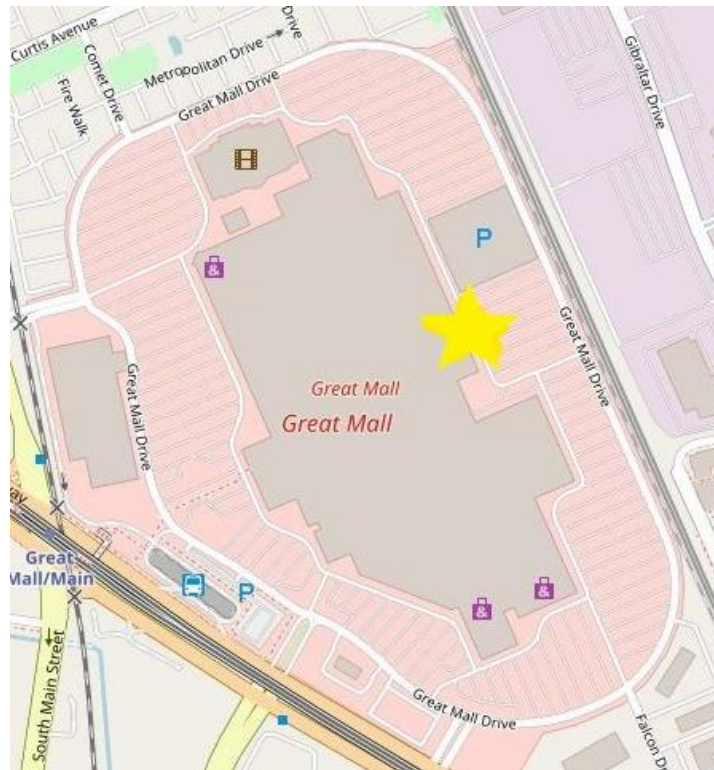 Curtis Avenue
Drive
Comet Drive
Metropolitan Drive
Fire Walk
Great Mall Drive
Gibraltar Drive
P
&
Great Mall Drive
Great Mall
Great Mall
Great Mall Drive
way
Great
Mall/Main
P
&
&
South Main Street
Great Mall Drive
Falcon D